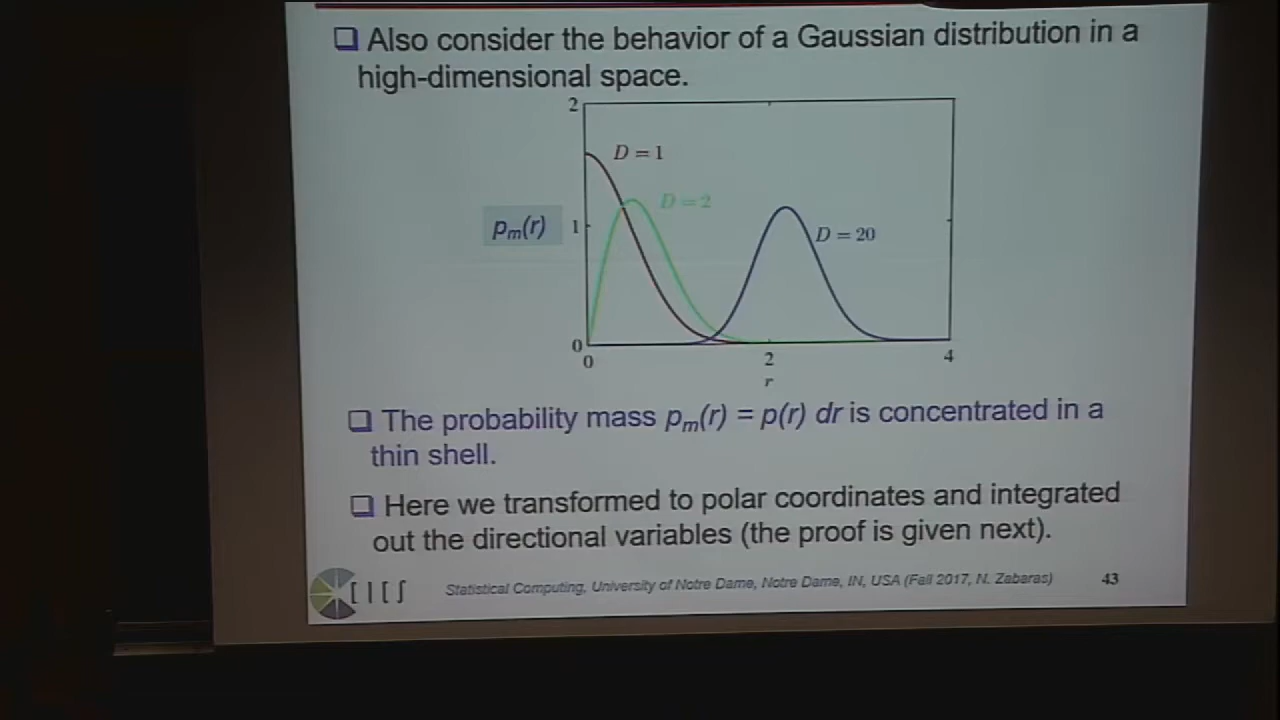 ❑ Also consider the behavior of a Gaussian distribution in a
high-dimensional space.
2
D = 1
D = 2
pm(r)
1
D = 20
0
0
2
4
r
❑ The probability mass pm(r) = p(r) dr is concentrated in a
thin shell.
❑ Here we transformed to polar coordinates and integrated
out the directional variables (the proof is given next).
Statistical Computing, University of Notre Dame, Notre Dame, IN, USA (Fall 2017, N. Zabaras)
43